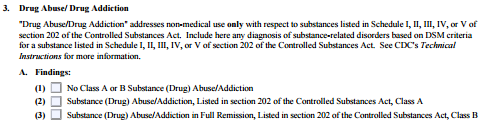 3. Drug Abuse/ Drug Addiction
"Drug Abuse/Drug Addiction" addresses non-medical use only with respect to substances listed in Schedule I, II, III, IV, or V of
section 202 of the Controlled Substances Act. Include here any diagnosis of substance-related disorders based on DSM criteria
for a substance listed in Schedule I, II, III, IV, or V of section 202 of the Controlled Substances Act. See CDC's Technical
Instructions for more information.
A. Findings:
(1) No Class A or B Substance (Drug) Abuse/Addiction
(2) Substance (Drug) Abuse/Addiction, Listed in section 202 of the Controlled Substances Act, Class A
(3) Substance (Drug) Abuse/Addiction in Full Remission, Listed in section 202 of the Controlled Substances Act, Class B